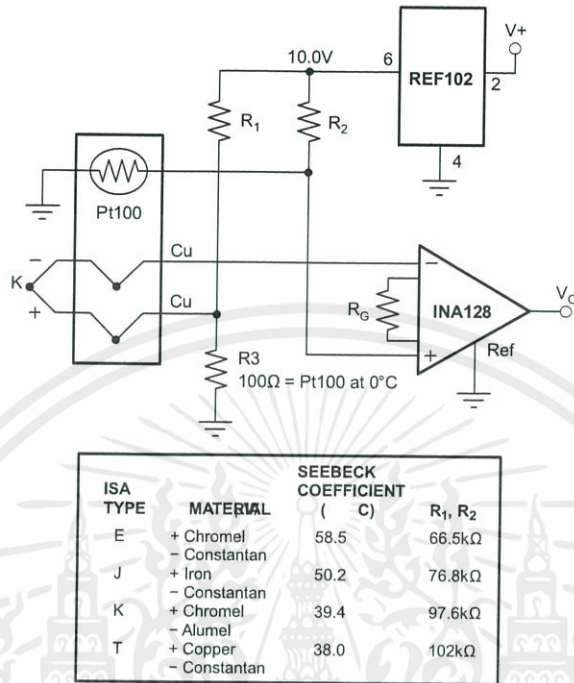 V+
10.0V
6
REF102
2
R1
R2
4
Pt100
−
Cu
K
Cu
+
−
RG
INA128
VO
+
Ref
R3
100Ω = Pt100 at 0°C
SEEBECK
ISA COEFFICIENT
TYPE MATERIAL ( C) R1, R2
E + Chromel 58.5 66.5kΩ
− Constantan
J + Iron 50.2 76.8kΩ
− Constantan
K + Chromel 39.4 97.6kΩ
− Alumel
T + Copper 38.0 102kΩ
− Constantan